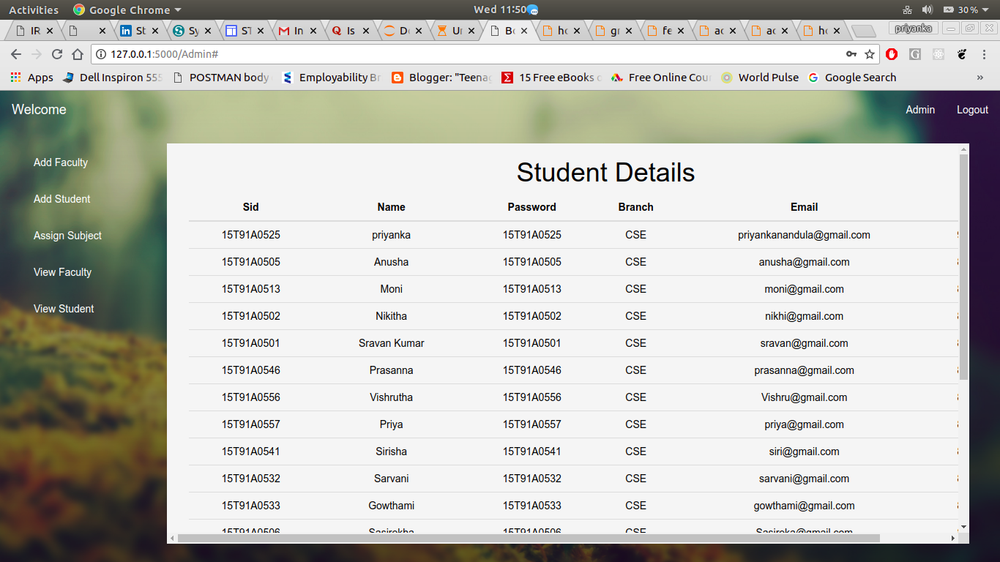 Activities Google Chrome Wed 11:50 30%
IR St Sy ST In Is Do Ur Bo ho gr fe ac ac ho priyanka
127.0.0.1:5000/Admin#
Apps Dell Inspiron 555 POSTMAN body Employability Br Blogger: "Teena 15 Free eBooks Free Online Cour World Pulse Google Search »
Welcome Admin Logout
Add Faculty
Add Student
Assign Subject
View Faculty
View Student
Student Details
Sid Name Password Branch Email
15T91A0525 priyanka 15T91A0525 CSE priyankanandula@gmail.com
15T91A0505 Anusha 15T91A0505 CSE anusha@gmail.com
15T91A0513 Moni 15T91A0513 CSE moni@gmail.com
15T91A0502 Nikitha 15T91A0502 CSE nikhi@gmail.com
15T91A0501 Sravan Kumar 15T91A0501 CSE sravan@gmail.com
15T91A0546 Prasanna 15T91A0546 CSE prasanna@gmail.com
15T91A0556 Vishrutha 15T91A0556 CSE Vishru@gmail.com
15T91A0557 Priya 15T91A0557 CSE priya@gmail.com
15T91A0541 Sirisha 15T91A0541 CSE siri@gmail.com
15T91A0532 Sarvani 15T91A0532 CSE sarvani@gmail.com
15T91A0533 Gowthami 15T91A0533 CSE gowthami@gmail.com
15T91A0506 Sasirekha 15T91A0506 CSE Sasireka@gmail.com